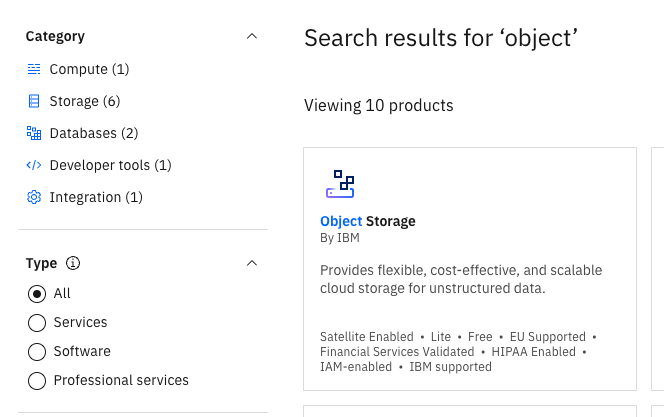 Category
Compute (1)
Storage (6)
Databases (2)
Developer tools (1)
Integration (1)
Type
All
Services
Software
Professional services
Search results for ‘object’
Viewing 10 products
Object Storage
By IBM
Provides flexible, cost-effective, and scalable
cloud storage for unstructured data.
Satellite Enabled • Lite • Free • EU Supported •
Financial Services Validated • HIPAA Enabled •
IAM-enabled • IBM supported